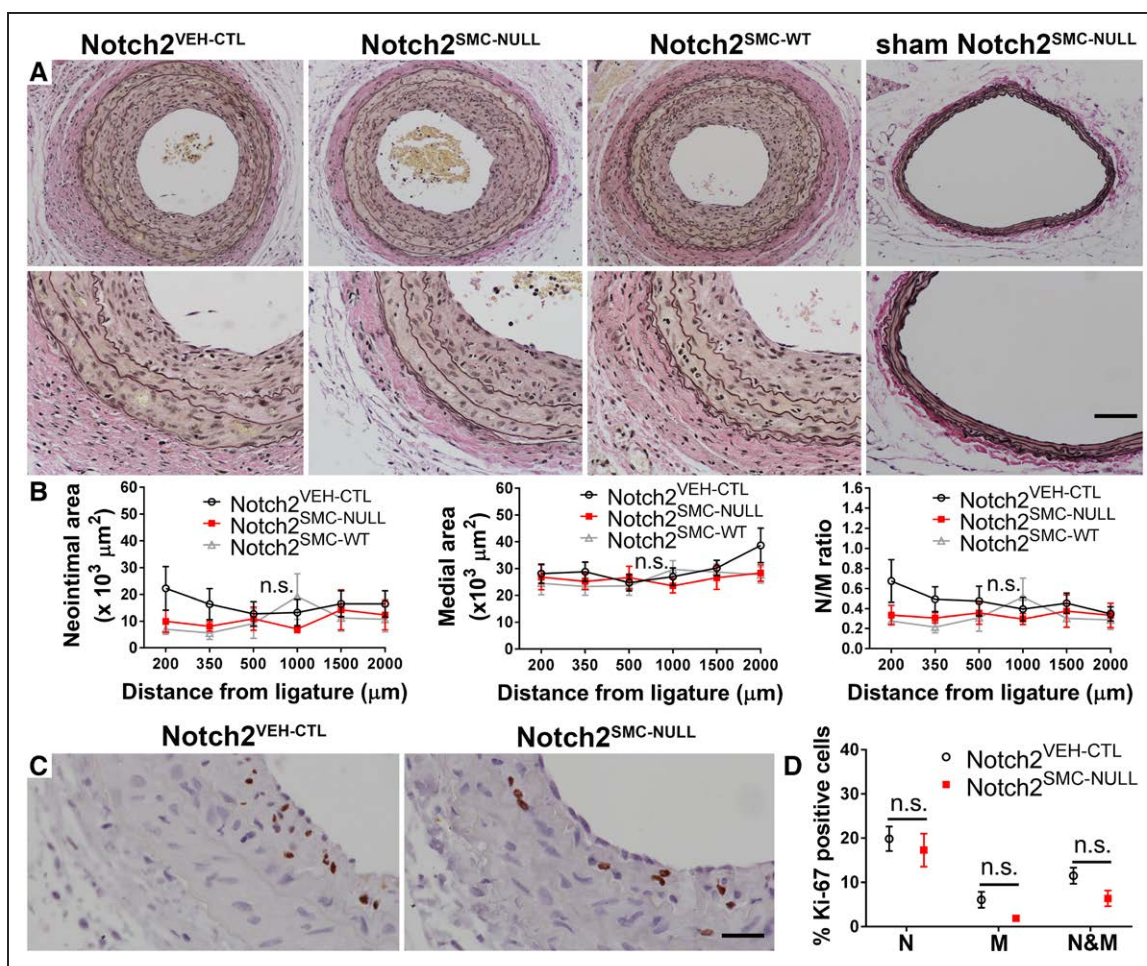 Notch2VEH-CTL Notch2SMC-NULL Notch2SMC-WT sham Notch2SMC-NULL
A
B
Neointimal area
(x 10³ µm²)
60
50
40
30
20
10
0
Notch2VEH-CTL
Notch2SMC-NULL
Notch2SMC-WT
n.s.
200 350 500 1000 1500 2000
Distance from ligature (µm)
Medial area
(x10³ µm²)
60
50
40
30
20
10
0
Notch2VEH-CTL
Notch2SMC-NULL
Notch2SMC-WT
n.s.
200 350 500 1000 1500 2000
Distance from ligature (µm)
N/M ratio
1.6
1.4
1.2
1.0
0.8
0.6
0.4
0.2
0.0
Notch2VEH-CTL
Notch2SMC-NULL
Notch2SMC-WT
n.s.
200 350 500 1000 1500 2000
Distance from ligature (µm)
Notch2VEH-CTL Notch2SMC-NULL
C
D
% Ki-67 positive cells
40
30
20
10
0
Notch2VEH-CTL
Notch2SMC-NULL
n.s.
n.s.
n.s.
N M N&M